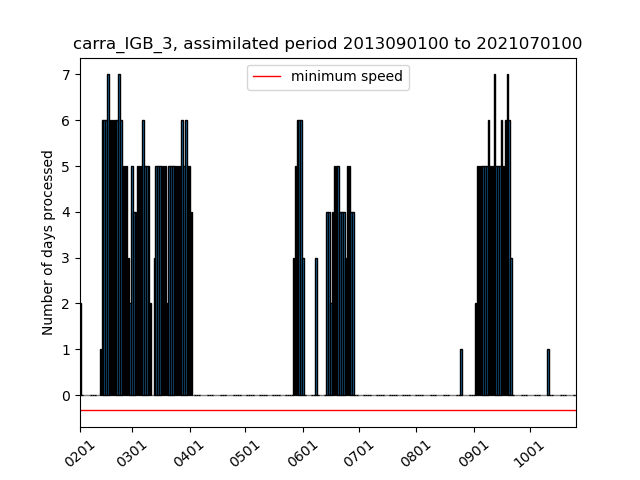 carra_IGB_3, assimilated period 2013090100 to 2021070100
minimum speed
Number of days processed
7
6
5
4
3
2
1
0
0201 0301 0401 0501 0601 0701 0801 0901 1001